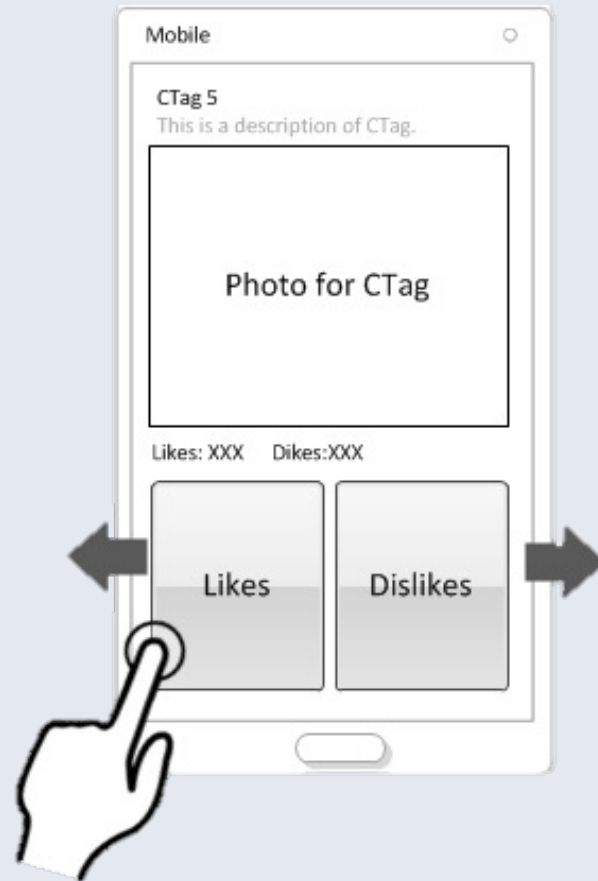 Mobile
CTag 5
This is a description of CTag.
Photo for CTag
Likes: XXX Dikes:XXX
Likes Dislikes